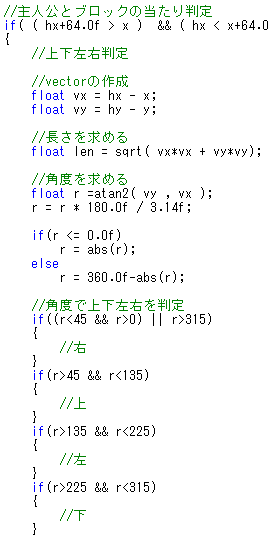 //主人公とブロックの当たり判定
if( ( hx+64.0f > x )  && ( hx < x+64.0
{
//上下左右判定
//vectorの作成
float vx = hx - x;
float vy = hy - y;
//長さを求める
float len = sqrt( vx*vx + vy*vy);
//角度を求める
float r =atan2( vy , vx );
r = r * 180.0f / 3.14f;
if(r <= 0.0f)
r = abs(r);
else
r = 360.0f-abs(r);
//角度で上下左右を判定
if((r<45 && r>0) || r>315)
{
//右
}
if(r>45 && r<135)
{
//上
}
if(r>135 && r<225)
{
//左
}
if(r>225 && r<315)
{
//下
}